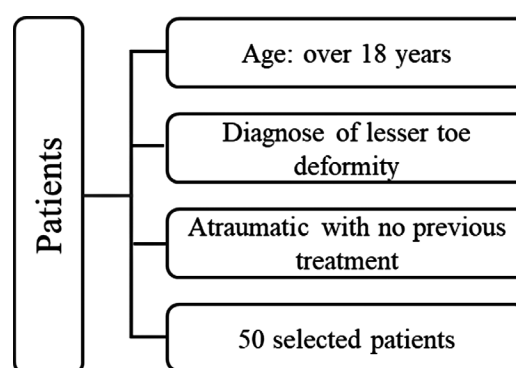 Patients
Age: over 18 years
Diagnose of lesser toe
deformity
Atraumatic with no previous
treatment
50 selected patients